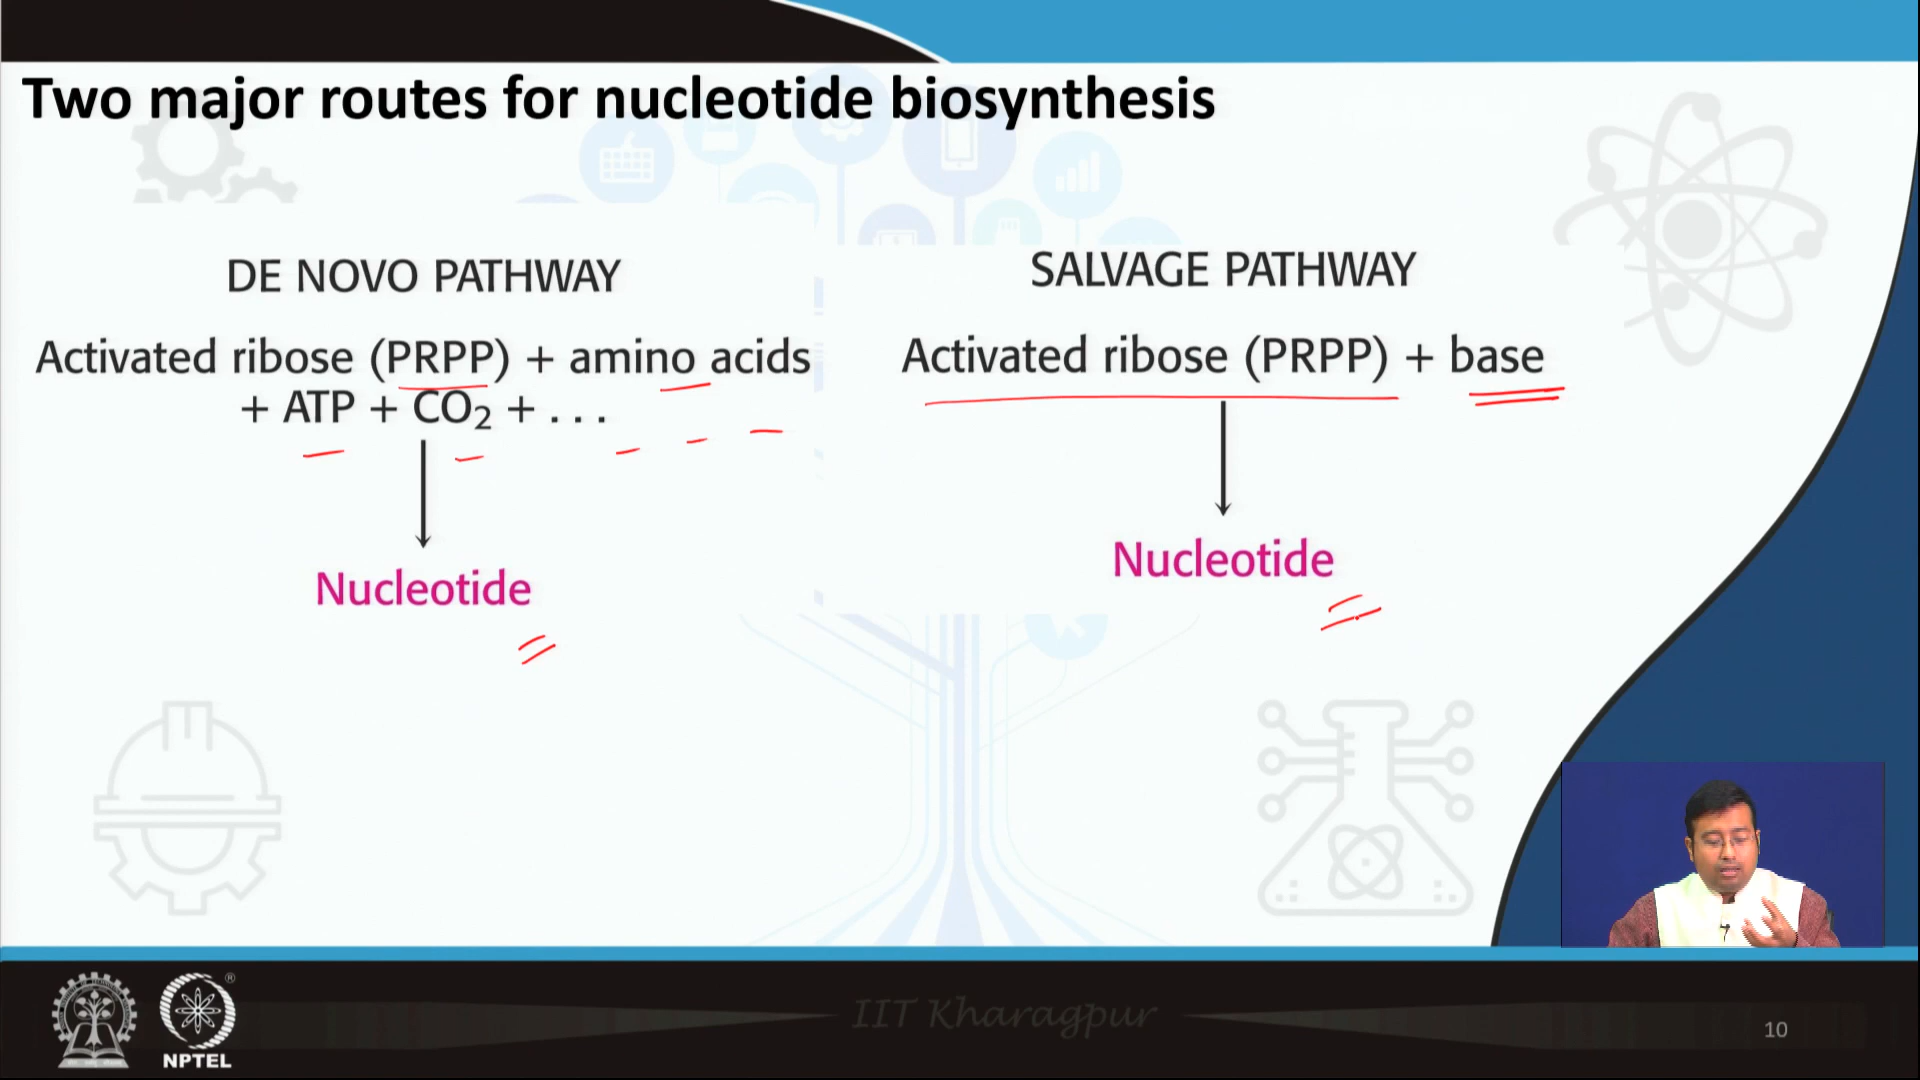 Two major routes for nucleotide biosynthesis
DE NOVO PATHWAY
Activated ribose (PRPP) + amino acids
+ ATP + CO₂ + . . .
Nucleotide
SALVAGE PATHWAY
Activated ribose (PRPP) + base
Nucleotide
IIT Kharagpur
®
NPTEL
10